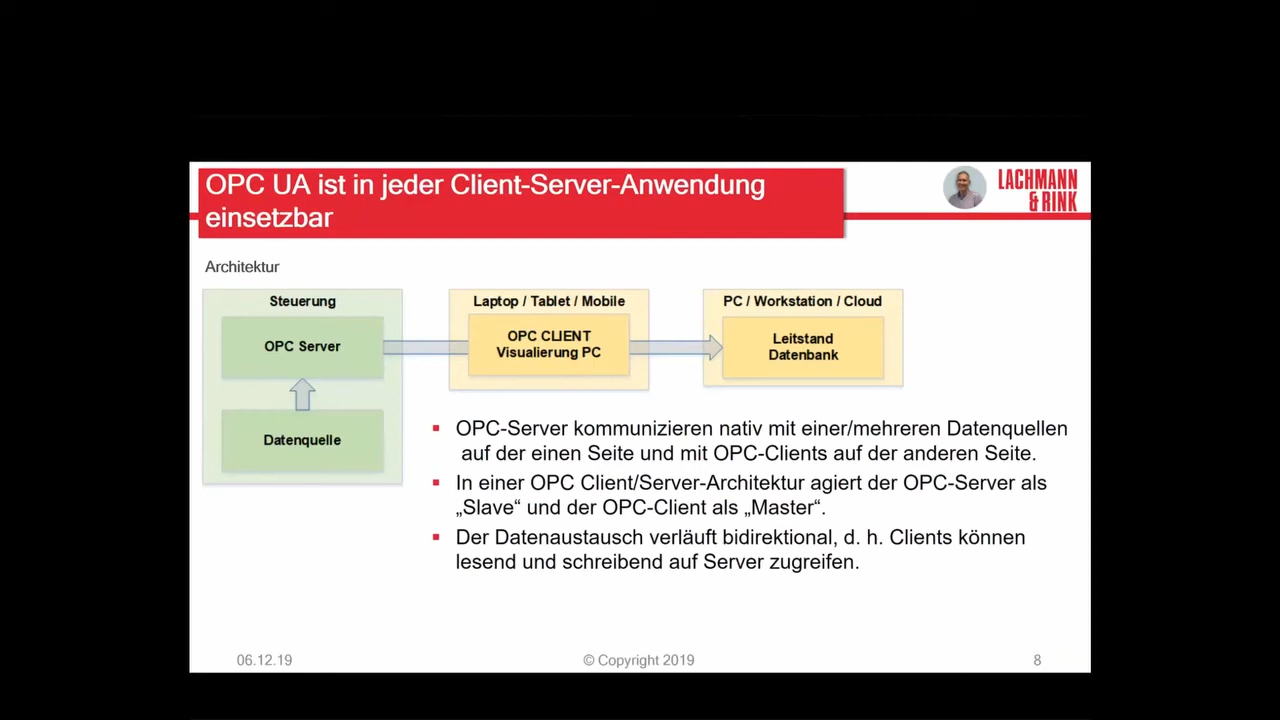 OPC UA ist in jeder Client-Server-Anwendung
einsetzbar
LACHMANN
& RINK
Architektur
Steuerung
OPC Server
Datenquelle
Laptop / Tablet / Mobile
OPC CLIENT
Visualierung PC
PC / Workstation / Cloud
Leitstand
Datenbank
▪ OPC-Server kommunizieren nativ mit einer/mehreren Datenquellen
auf der einen Seite und mit OPC-Clients auf der anderen Seite.
▪ In einer OPC Client/Server-Architektur agiert der OPC-Server als
„Slave“ und der OPC-Client als „Master“.
▪ Der Datenaustausch verläuft bidirektional, d. h. Clients können
lesend und schreibend auf Server zugreifen.
06.12.19
© Copyright 2019
8